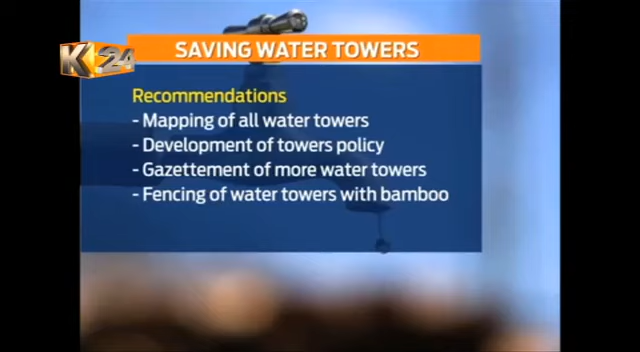 K24
SAVING WATER TOWERS
Recommendations
- Mapping of all water towers
- Development of towers policy
- Gazettement of more water towers
- Fencing of water towers with bamboo